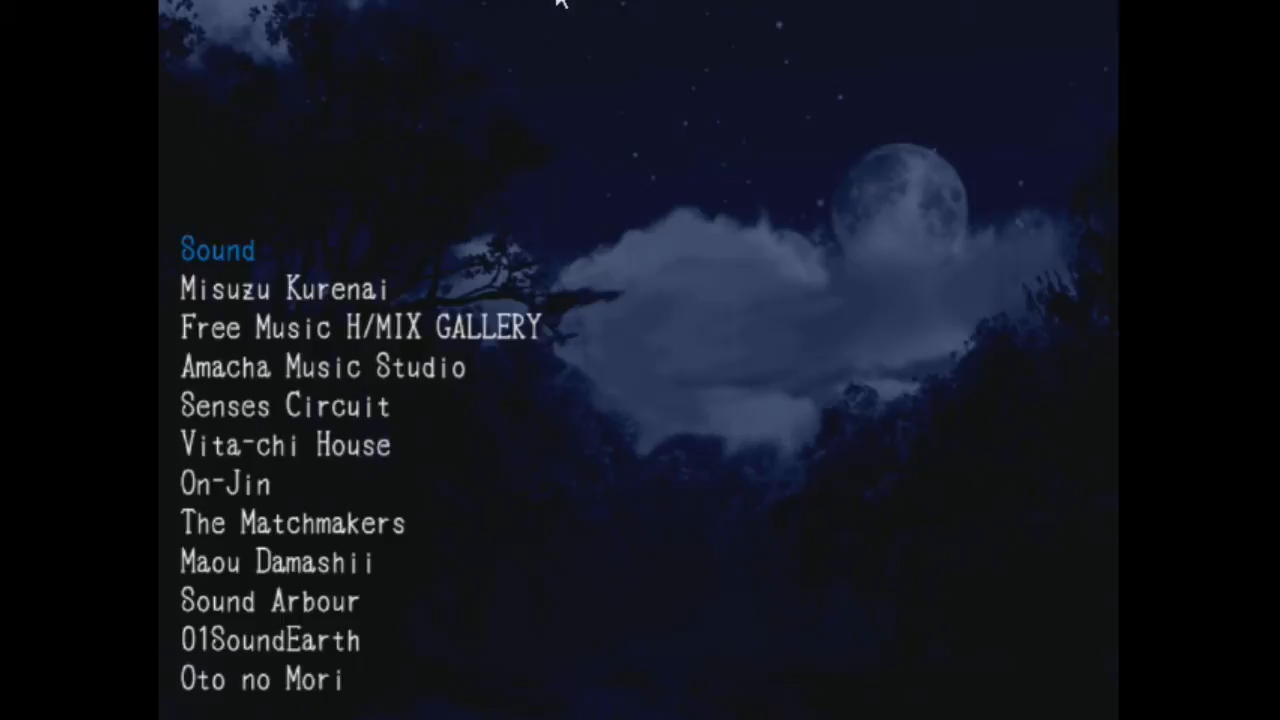 Sound
Misuzu Kurenai
Free Music H/MIX GALLERY
Amacha Music Studio
Senses Circuit
Vita-chi House
On-Jin
The Matchmakers
Maou Damashii
Sound Arbour
01SoundEarth
Oto no Mori